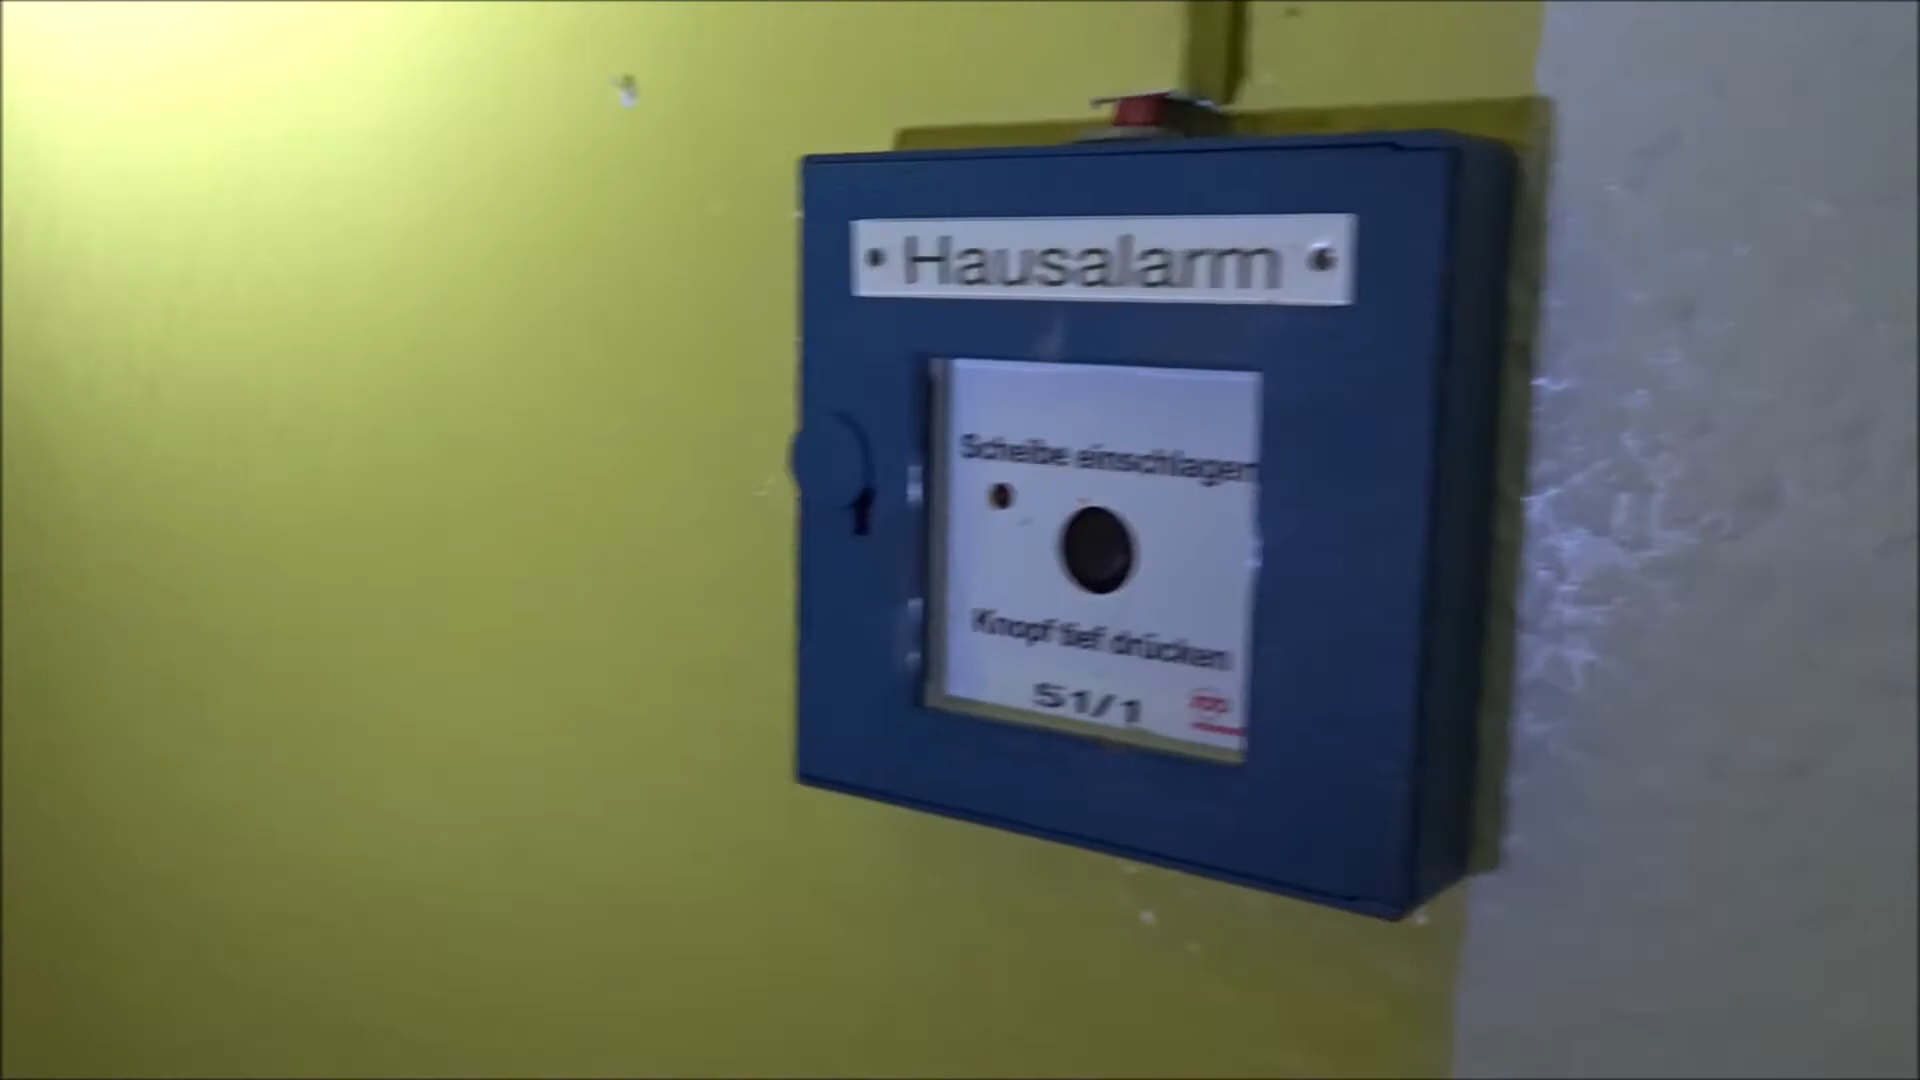 Hausalarm
Scheibe einschlagen
Knopf tief drücken
51/1